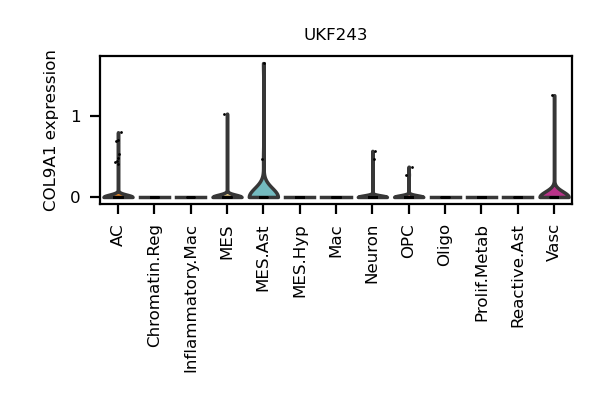 UKF243
COL9A1 expression
1
0
AC
Chromatin.Reg
Inflammatory.Mac
MES
MES.Ast
MES.Hyp
Mac
Neuron
OPC
Oligo
Prolif.Metab
Reactive.Ast
Vasc